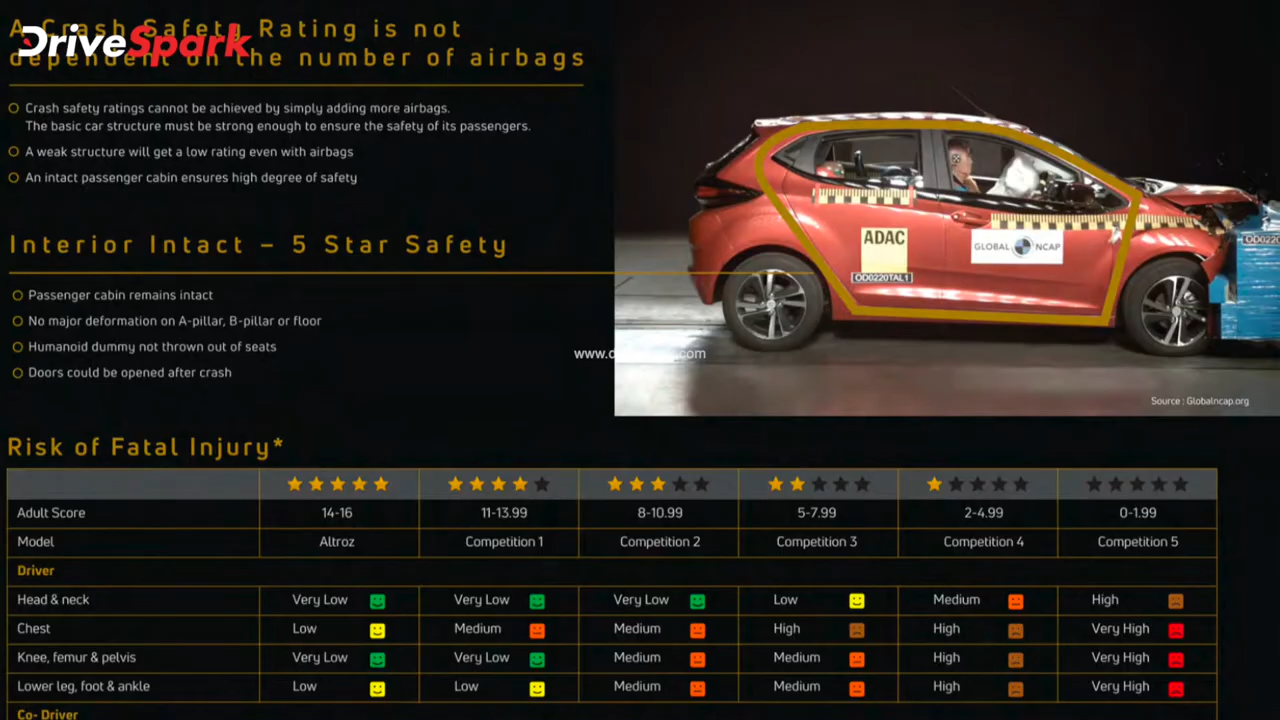 DriveSpark
A Crash Safety Rating is not
dependent on the number of airbags
Crash safety ratings cannot be achieved by simply adding more airbags.
The basic car structure must be strong enough to ensure the safety of its passengers.
A weak structure will get a low rating even with airbags
An intact passenger cabin ensures high degree of safety
Interior Intact – 5 Star Safety
Passenger cabin remains intact
No major deformation on A-pillar, B-pillar or floor
Humanoid dummy not thrown out of seats
Doors could be opened after crash
ADAC
GLOBAL NCAP
OD0220TAL1
OD0220
Source : Globalncap.org
Risk of Fatal Injury*
Adult Score 14-16 11-13.99 8-10.99 5-7.99 2-4.99 0-1.99
Model Altroz Competition 1 Competition 2 Competition 3 Competition 4 Competition 5
Driver
Head & neck Very Low Very Low Very Low Low Medium High
Chest Low Medium Medium High High Very High
Knee, femur & pelvis Very Low Very Low Medium Medium High Very High
Lower leg, foot & ankle Low Low Medium Medium High Very High
Co- Driver